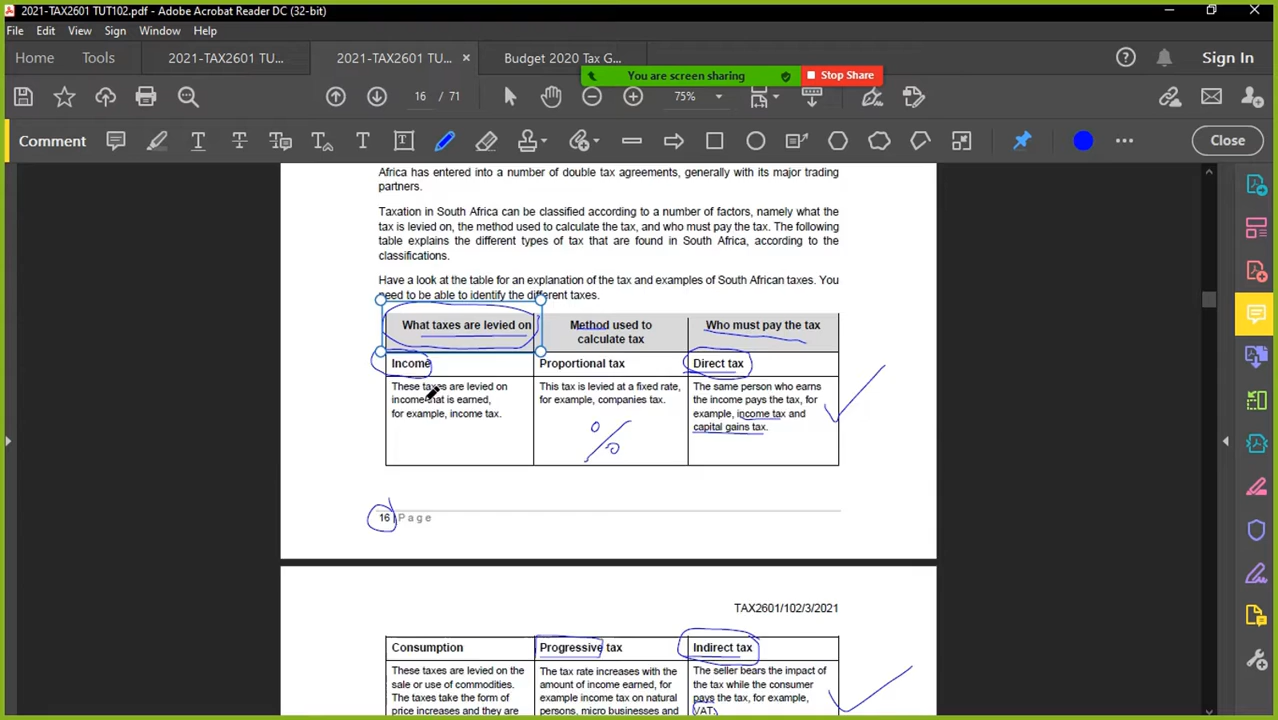 2021-TAX2601 TUT102.pdf - Adobe Acrobat Reader DC (32-bit)
File Edit View Sign Window Help
Home Tools 2021-TAX2601 TU... 2021-TAX2601 TU... × Budget 2020 Tax G... Sign In
You are screen sharing Stop Share
16 / 71 75%
Comment Close
Africa has entered into a number of double tax agreements, generally with its major trading
partners.
Taxation in South Africa can be classified according to a number of factors, namely what the
tax is levied on, the method used to calculate the tax, and who must pay the tax. The following
table explains the different types of tax that are found in South Africa, according to the
classifications.
Have a look at the table for an explanation of the tax and examples of South African taxes. You
need to be able to identify the different taxes.
What taxes are levied on
Method used to
calculate tax
Who must pay the tax
Income
These taxes are levied on
income that is earned,
for example, income tax.
Proportional tax
This tax is levied at a fixed rate,
for example, companies tax.
%
Direct tax
The same person who earns
the income pays the tax, for
example, income tax and
capital gains tax.
16 | Page
TAX2601/102/3/2021
Consumption
These taxes are levied on the
sale or use of commodities.
The taxes take the form of
price increases and they are
Progressive tax
The tax rate increases with the
amount of income earned, for
example income tax on natural
persons, micro businesses and
Indirect tax
The seller bears the impact of
the tax while the consumer
pays the tax, for example,
VAT.